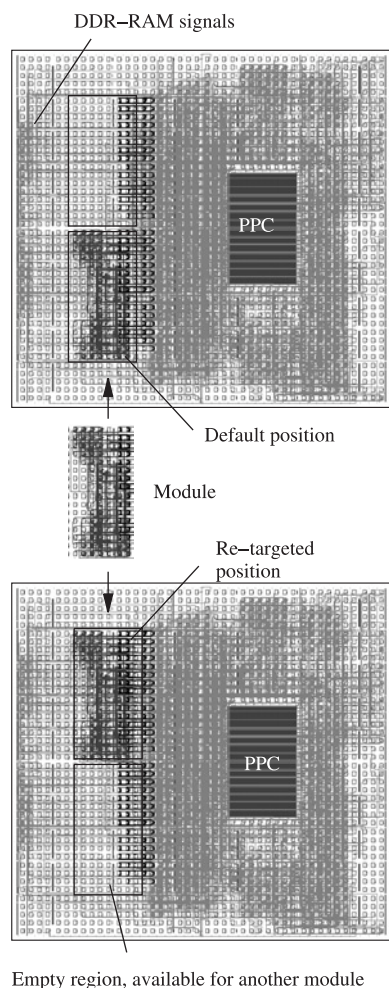 DDR–RAM signals
PPC
Default position
Module
Re–targeted
position
PPC
Empty region, available for another module